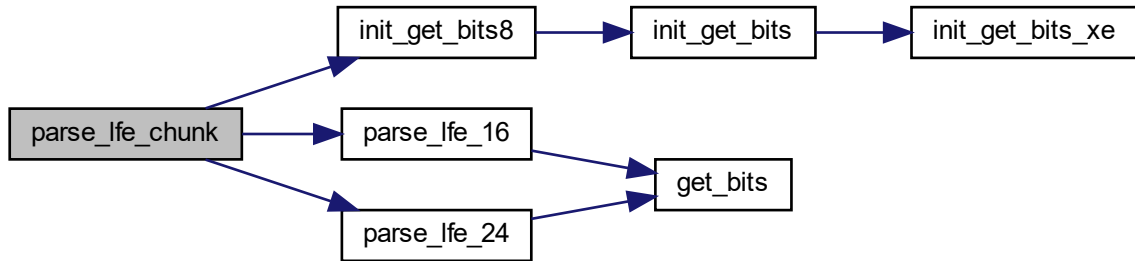 init_get_bits8
init_get_bits
init_get_bits_xe
parse_lfe_chunk
parse_lfe_16
get_bits
parse_lfe_24